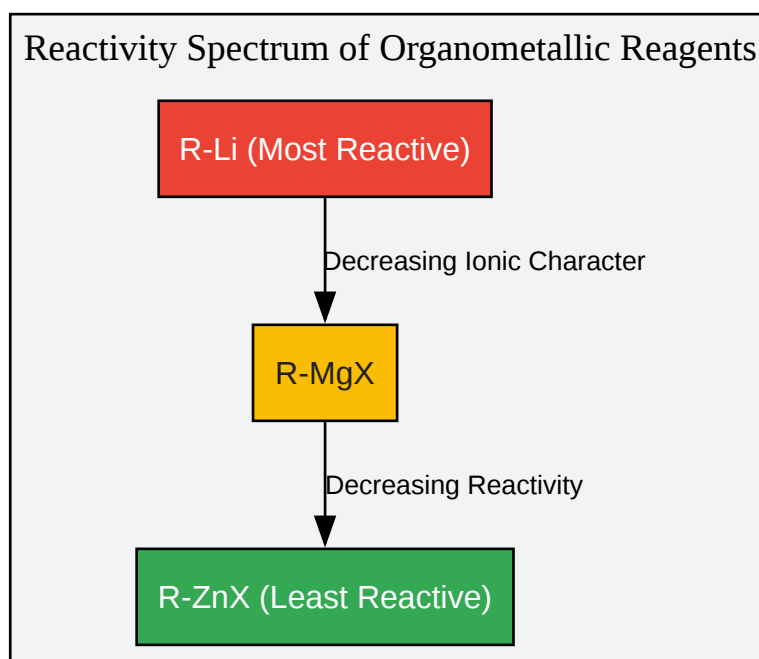 Reactivity Spectrum of Organometallic Reagents
R-Li (Most Reactive)
Decreasing Ionic Character
R-MgX
Decreasing Reactivity
R-ZnX (Least Reactive)